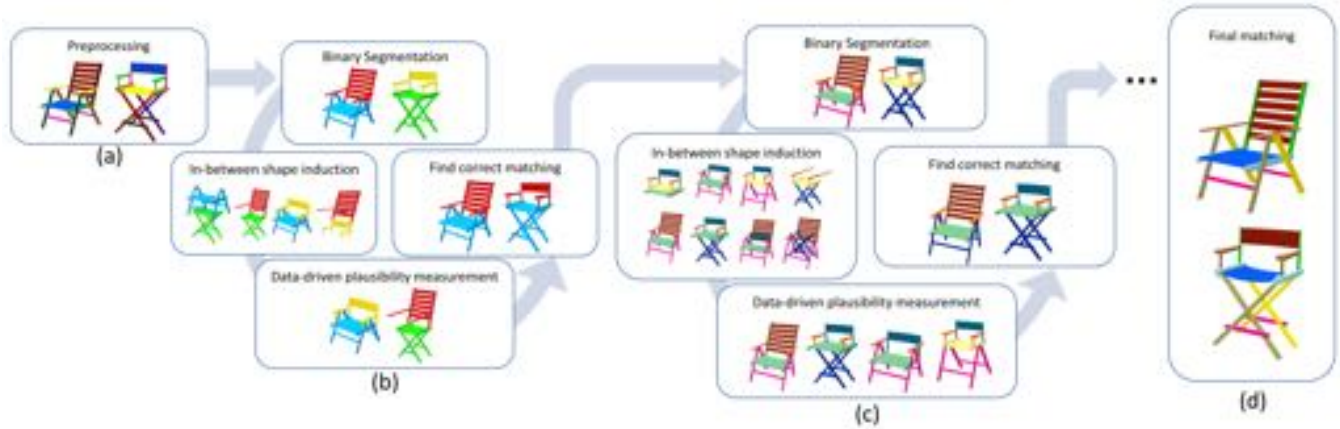 Preprocessing
(a)
Binary Segmentation
In-between shape induction
Find correct matching
Data-driven plausibility measurement
(b)
Binary Segmentation
In-between shape induction
Find correct matching
Data-driven plausibility measurement
(c)
...
Final matching
(d)